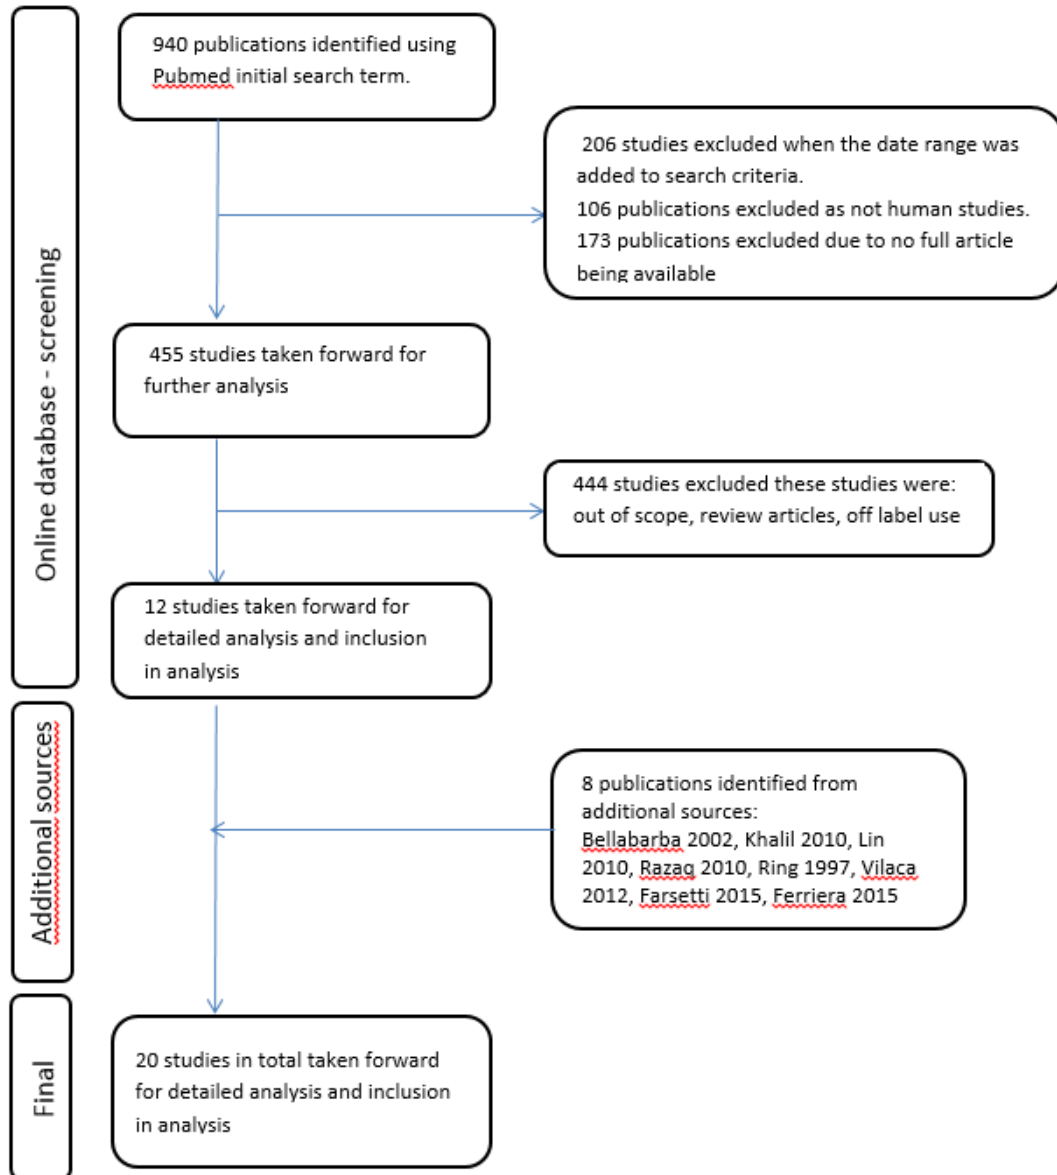 Online database - screening
940 publications identified using
Pubmed initial search term.
206 studies excluded when the date range was
added to search criteria.
106 publications excluded as not human studies.
173 publications excluded due to no full article
being available
455 studies taken forward for
further analysis
444 studies excluded these studies were:
out of scope, review articles, off label use
12 studies taken forward for
detailed analysis and inclusion
in analysis
Additional sources
8 publications identified from
additional sources:
Bellabarba 2002, Khalil 2010, Lin
2010, Razaq 2010, Ring 1997, Vilaca
2012, Farsetti 2015, Ferriera 2015
Final
20 studies in total taken forward
for detailed analysis and inclusion
in analysis